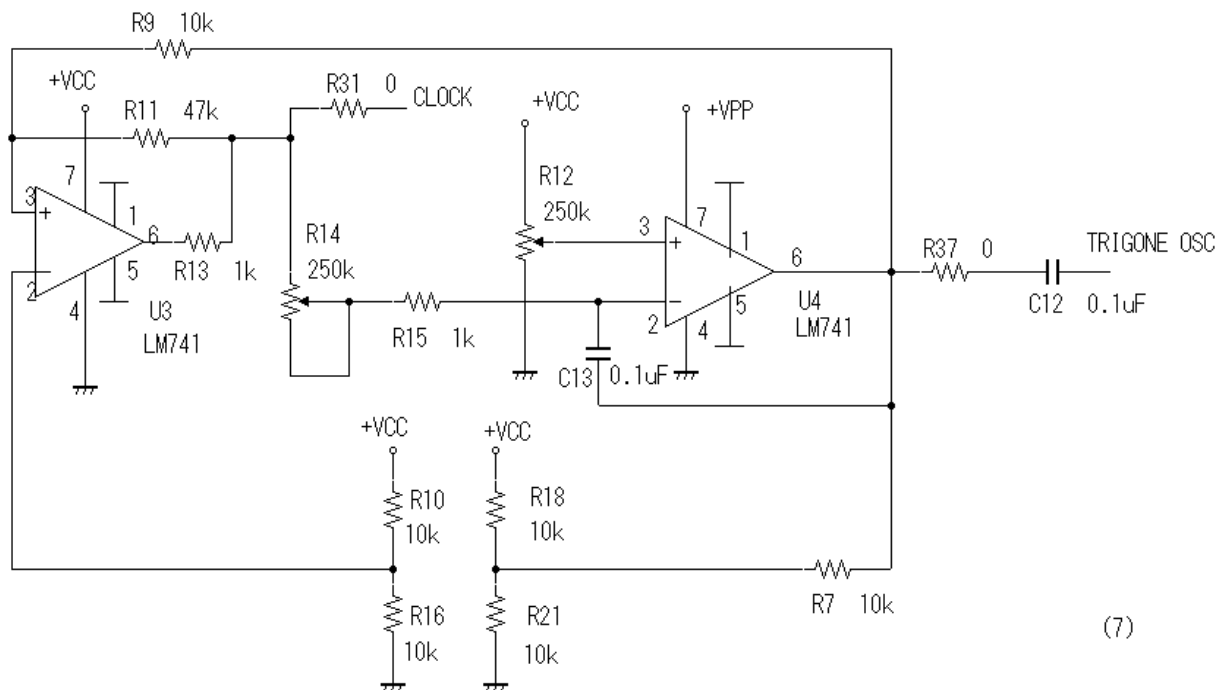 R9 10k
+VCC
R11 47k
R31 0
CLOCK
+VCC
+VPP
3
7
+
1
6
R13 1k
−
2
5
4
U3
LM741
R14
250k
R15 1k
R12
250k
3
7
+
1
6
−
2
5
4
U4
LM741
R37 0
TRIGONE OSC
C12 0.1uF
C13 0.1uF
+VCC
+VCC
R10
10k
R18
10k
R16
10k
R21
10k
R7 10k
(7)